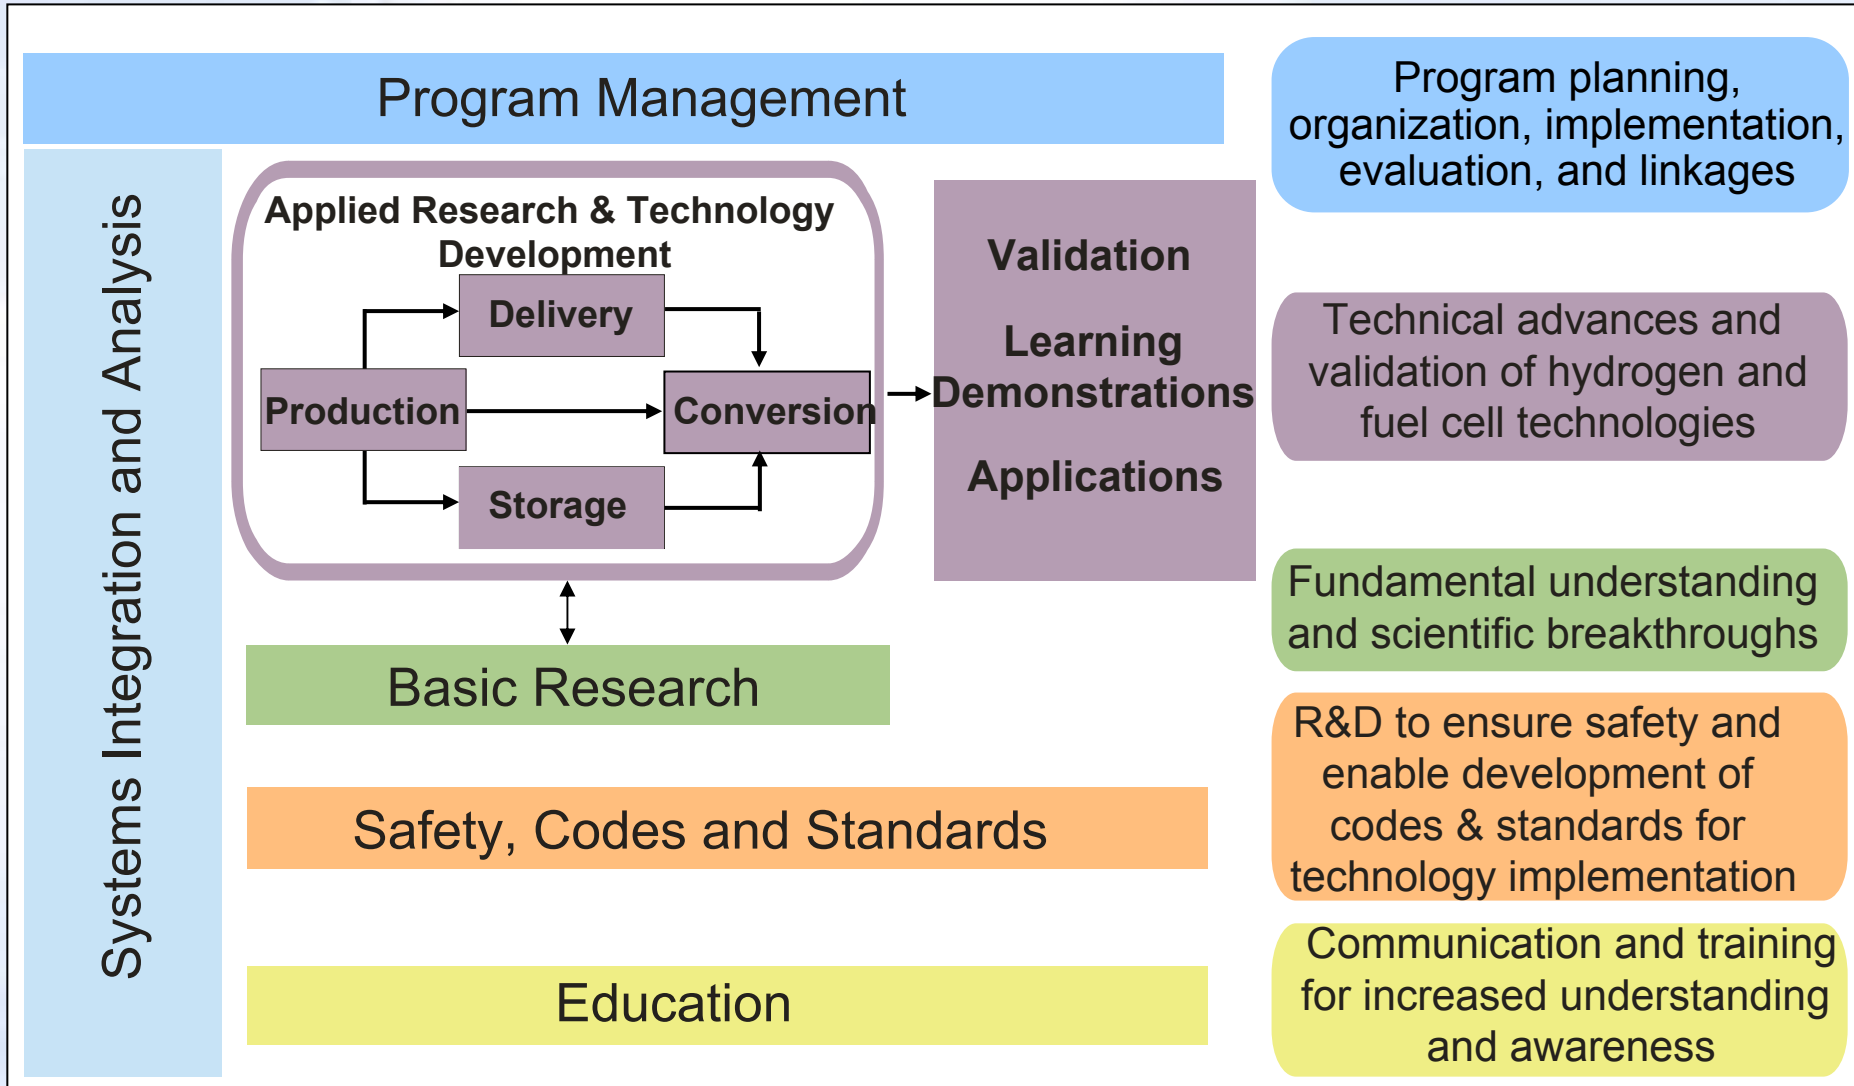 Program Management
Program planning,
organization, implementation,
evaluation, and linkages
Systems Integration and Analysis
Applied Research & Technology
Development
Delivery
Production
Conversion
Storage
Validation
Learning
Demonstrations
Applications
Technical advances and
validation of hydrogen and
fuel cell technologies
Basic Research
Fundamental understanding
and scientific breakthroughs
Safety, Codes and Standards
R&D to ensure safety and
enable development of
codes & standards for
technology implementation
Education
Communication and training
for increased understanding
and awareness